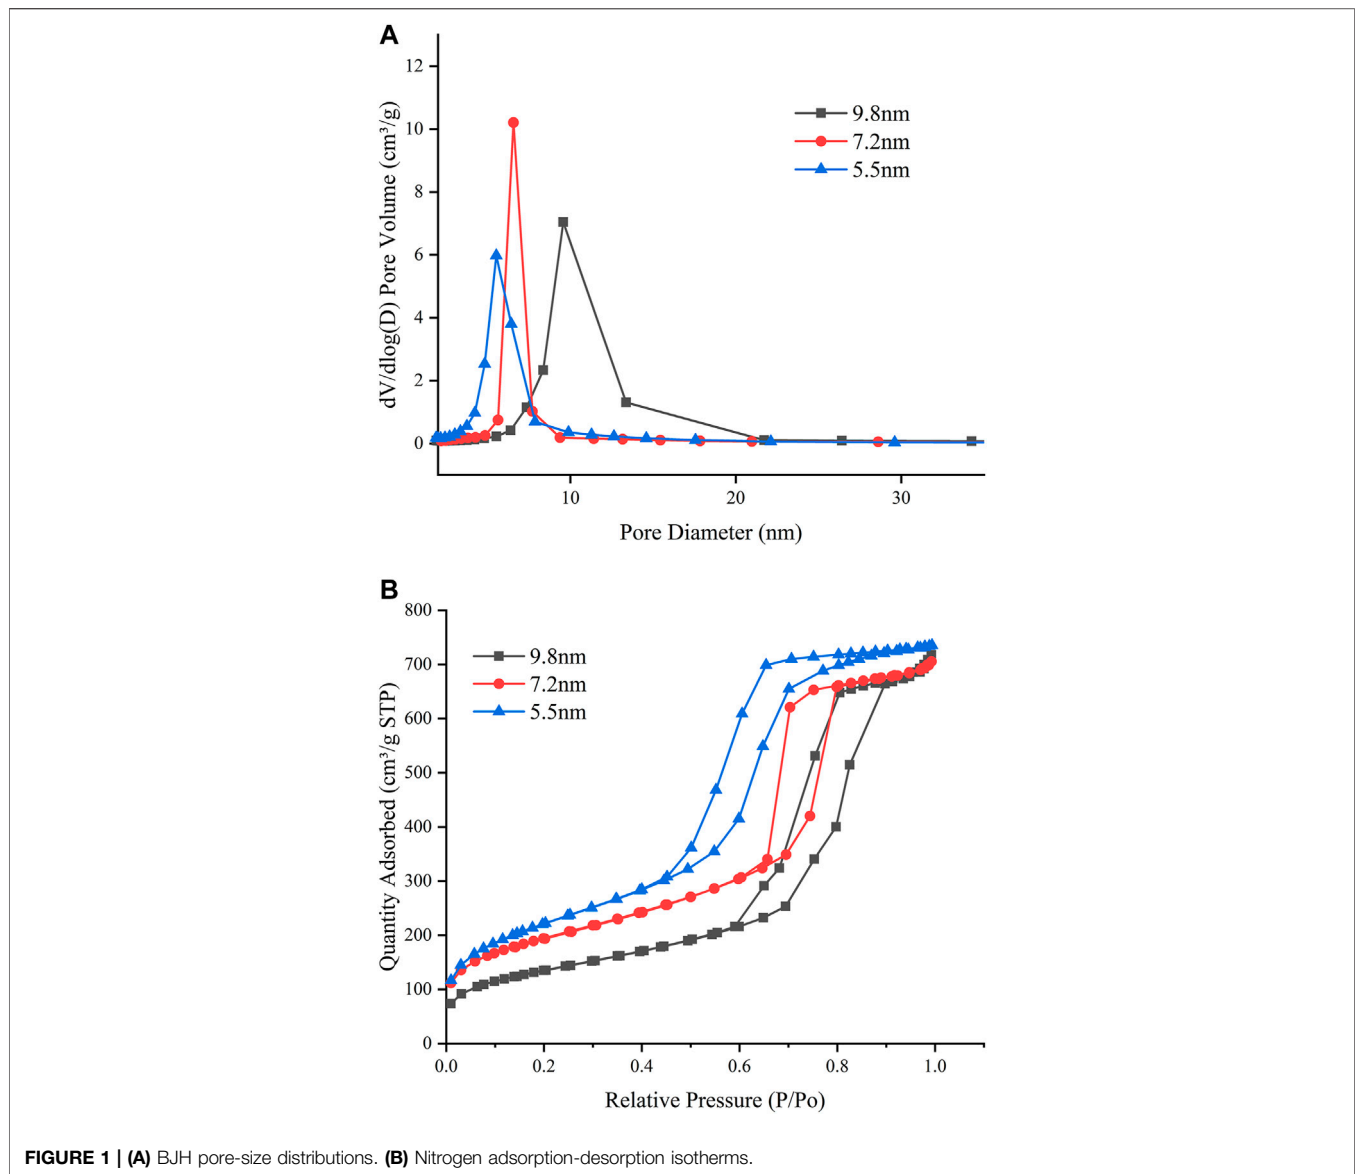 A
dV/dlog(D) Pore Volume (cm³/g)
12
10
8
6
4
2
0
9.8nm
7.2nm
5.5nm
10
20
30
Pore Diameter (nm)
B
Quantity Adsorbed (cm³/g STP)
800
700
600
500
400
300
200
100
0
9.8nm
7.2nm
5.5nm
0.0
0.2
0.4
0.6
0.8
1.0
Relative Pressure (P/Po)
FIGURE 1 | (A) BJH pore-size distributions. (B) Nitrogen adsorption-desorption isotherms.